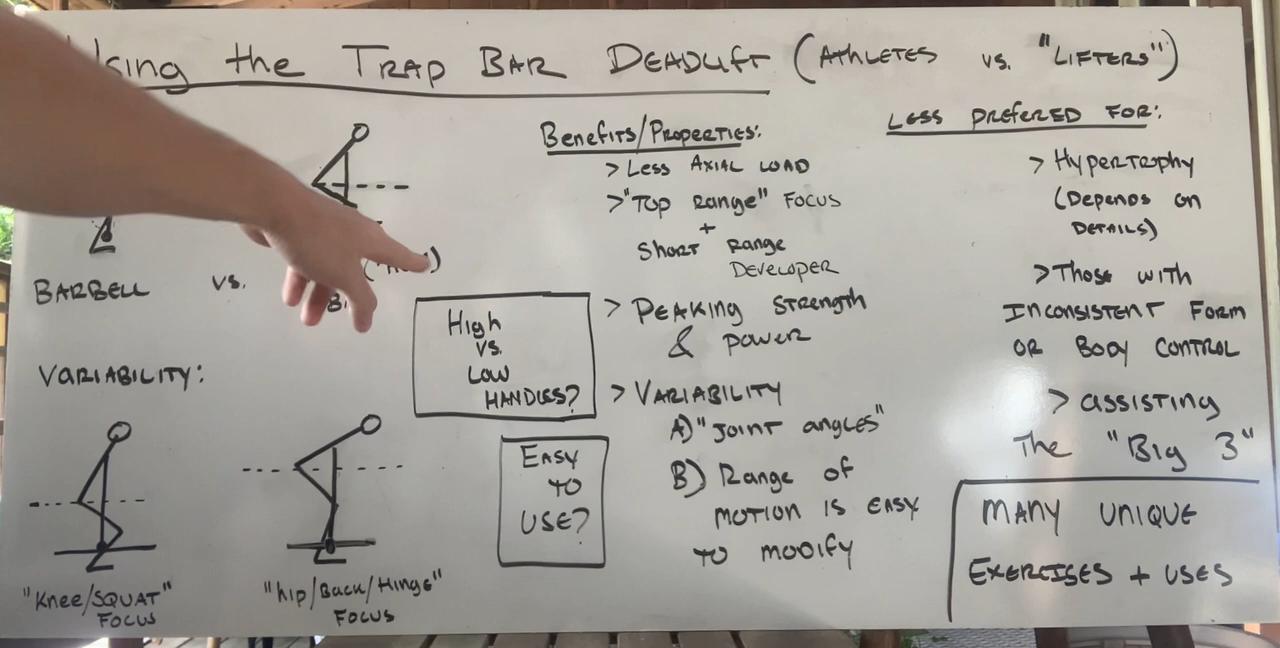 Using the TRAP BAR DEADLIFT (ATHLETES vs. "LIFTERS")
BARBELL vs.
High
vs.
Low
HANDLES?
VARIABILITY:
EASY
TO
USE?
"Knee/SQUAT"
FOCUS
"hip/Back/Hinge"
FOCUS
Benefits/Properties:
> Less AXIAL LOAD
> "TOP Range" Focus
+
Short Range
Developer
> Peaking Strength
& Power
> VARIABILITY
A) "JOINT angles"
B) Range of
MOTION IS EASY
TO MODIFY
Less Preferred For:
> Hypertrophy
(Depends on
DETAILS)
> Those with
INCONSISTENT FORM
OR BODY CONTROL
> assisting
The "Big 3"
MANY UNIQUE
EXERCISES + USES